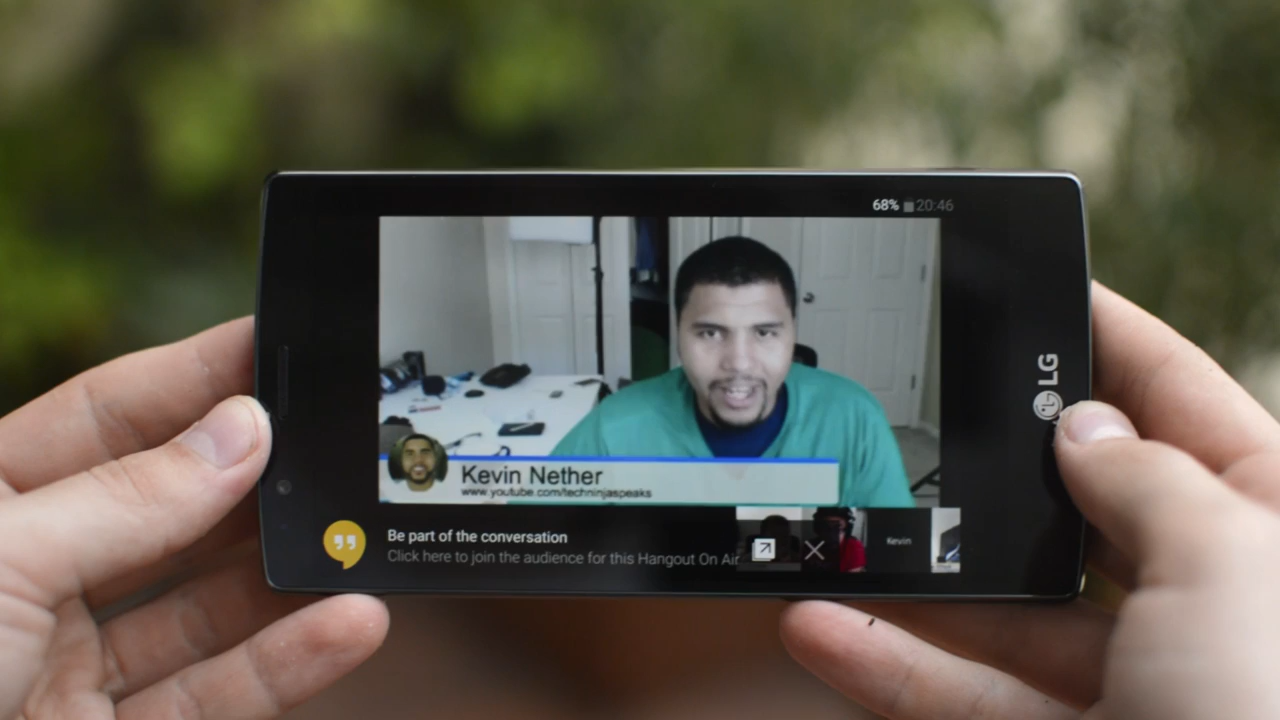 68% 20:46
LG
Kevin Nether
www.youtube.com/techninjaspeaks
Be part of the conversation
Click here to join the audience for this Hangout On Air
Kevin